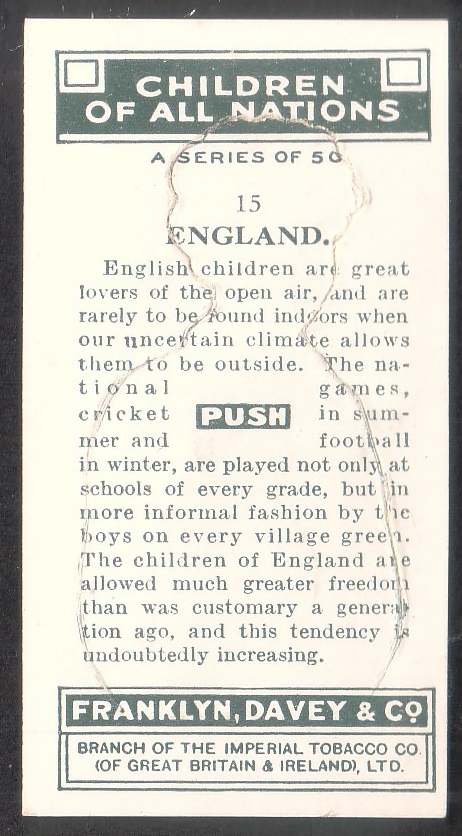 CHILDREN
OF ALL NATIONS
A SERIES OF 50
15
ENGLAND.
English children are great
lovers of the open air, and are
rarely to be found indoors when
our uncertain climate allows
them to be outside. The na-
tional games,
cricket PUSH in sum-
mer and football
in winter, are played not only at
schools of every grade, but in
more informal fashion by the
boys on every village green.
The children of England are
allowed much greater freedom
than was customary a genera-
tion ago, and this tendency is
undoubtedly increasing.
FRANKLYN, DAVEY & Co.
BRANCH OF THE IMPERIAL TOBACCO CO.
(OF GREAT BRITAIN & IRELAND), LTD.